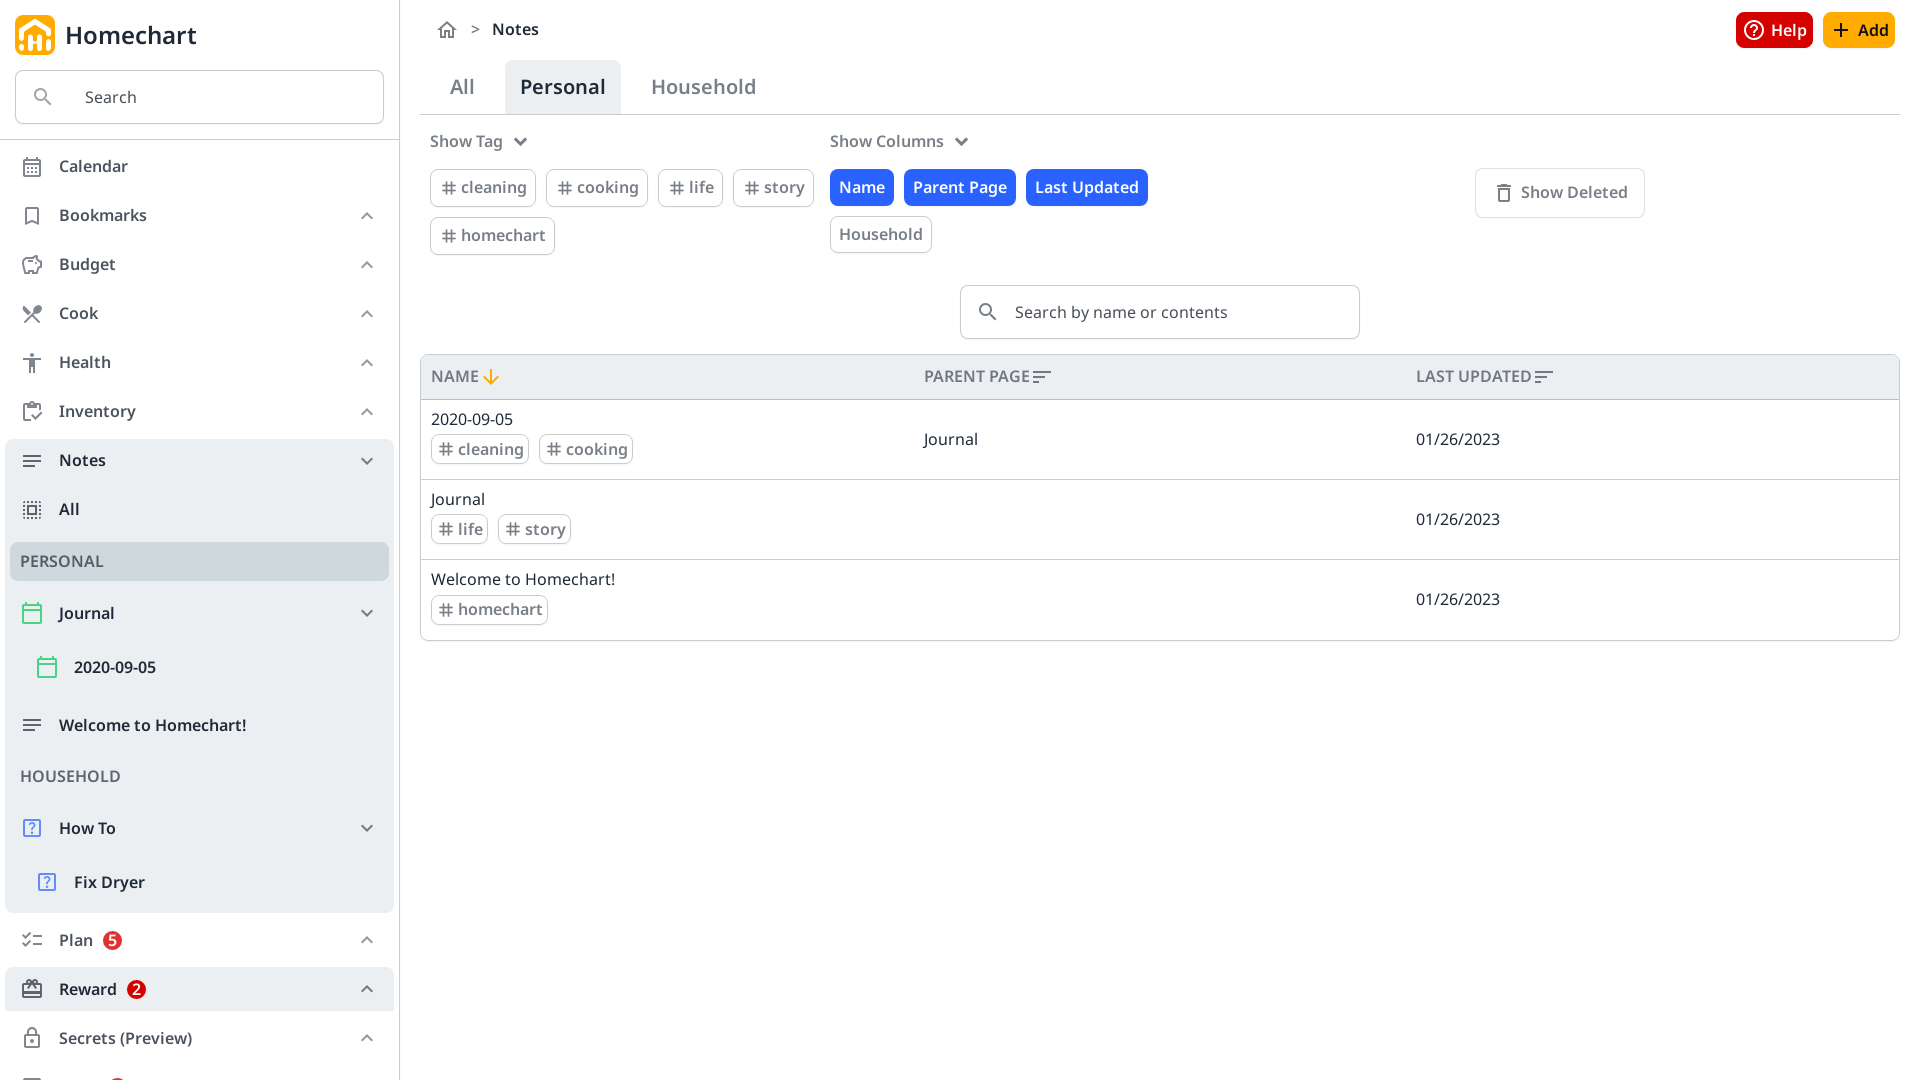 Homechart
Search
Calendar
Bookmarks
Budget
Cook
Health
Inventory
Notes
All
PERSONAL
Journal
2020-09-05
Welcome to Homechart!
HOUSEHOLD
How To
Fix Dryer
Plan 5
Reward 2
Secrets (Preview)
> Notes
Help
Add
All
Personal
Household
Show Tag
# cleaning # cooking # life # story
# homechart
Show Columns
Name Parent Page Last Updated
Household
Show Deleted
Search by name or contents
NAME PARENT PAGE LAST UPDATED
2020-09-05
# cleaning # cooking
Journal
01/26/2023
Journal
# life # story
01/26/2023
Welcome to Homechart!
# homechart
01/26/2023